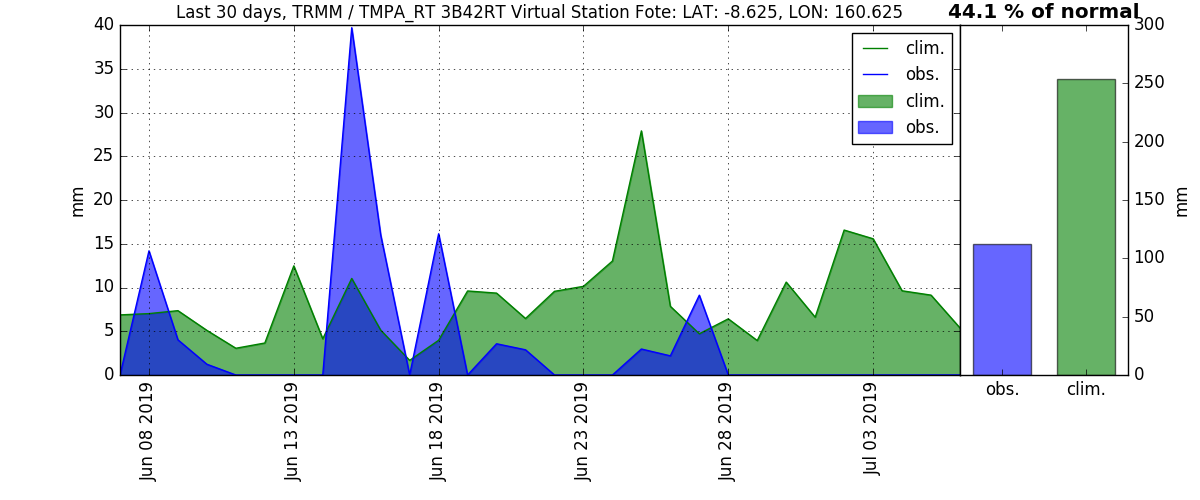 Last 30 days, TRMM / TMPA_RT 3B42RT Virtual Station Fote: LAT: -8.625, LON: 160.625
44.1 % of normal
mm
40
35
30
25
20
15
10
5
0
clim.
obs.
clim.
obs.
300
250
200
150
100
50
0
mm
Jun 08 2019
Jun 13 2019
Jun 18 2019
Jun 23 2019
Jun 28 2019
Jul 03 2019
obs.
clim.